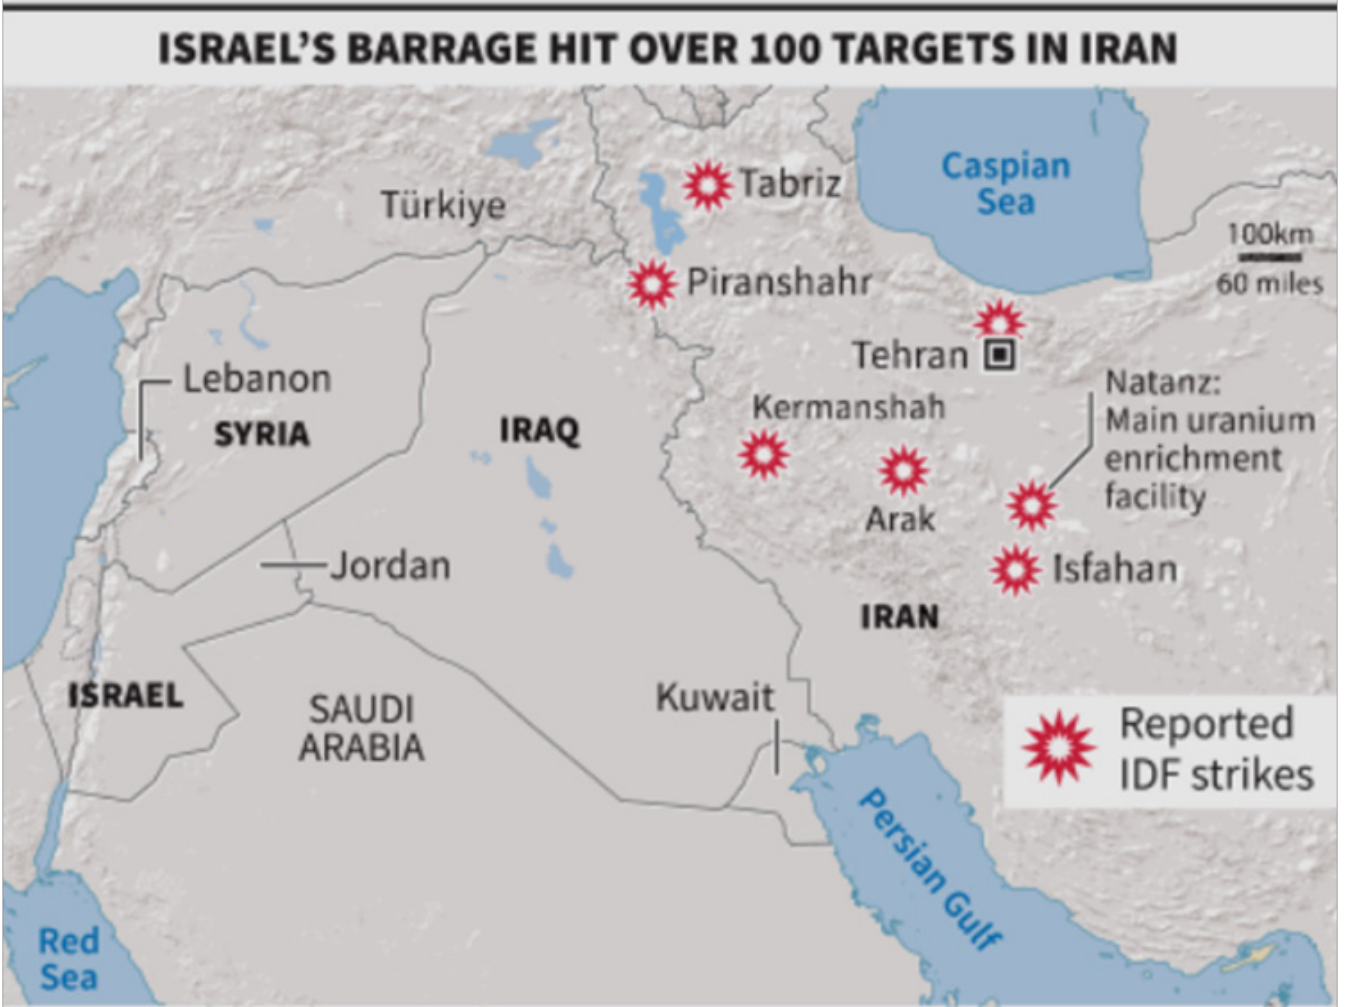 ISRAEL'S BARRAGE HIT OVER 100 TARGETS IN IRAN
Caspian
Sea
Tabriz
Türkiye
100km
60 miles
Piranshahr
Tehran
Lebanon
SYRIA
IRAQ
Kermanshah
Natanz:
Main uranium
enrichment
facility
Arak
Jordan
Isfahan
IRAN
ISRAEL
SAUDI
ARABIA
Kuwait
Reported
IDF strikes
Persian Gulf
Red
Sea